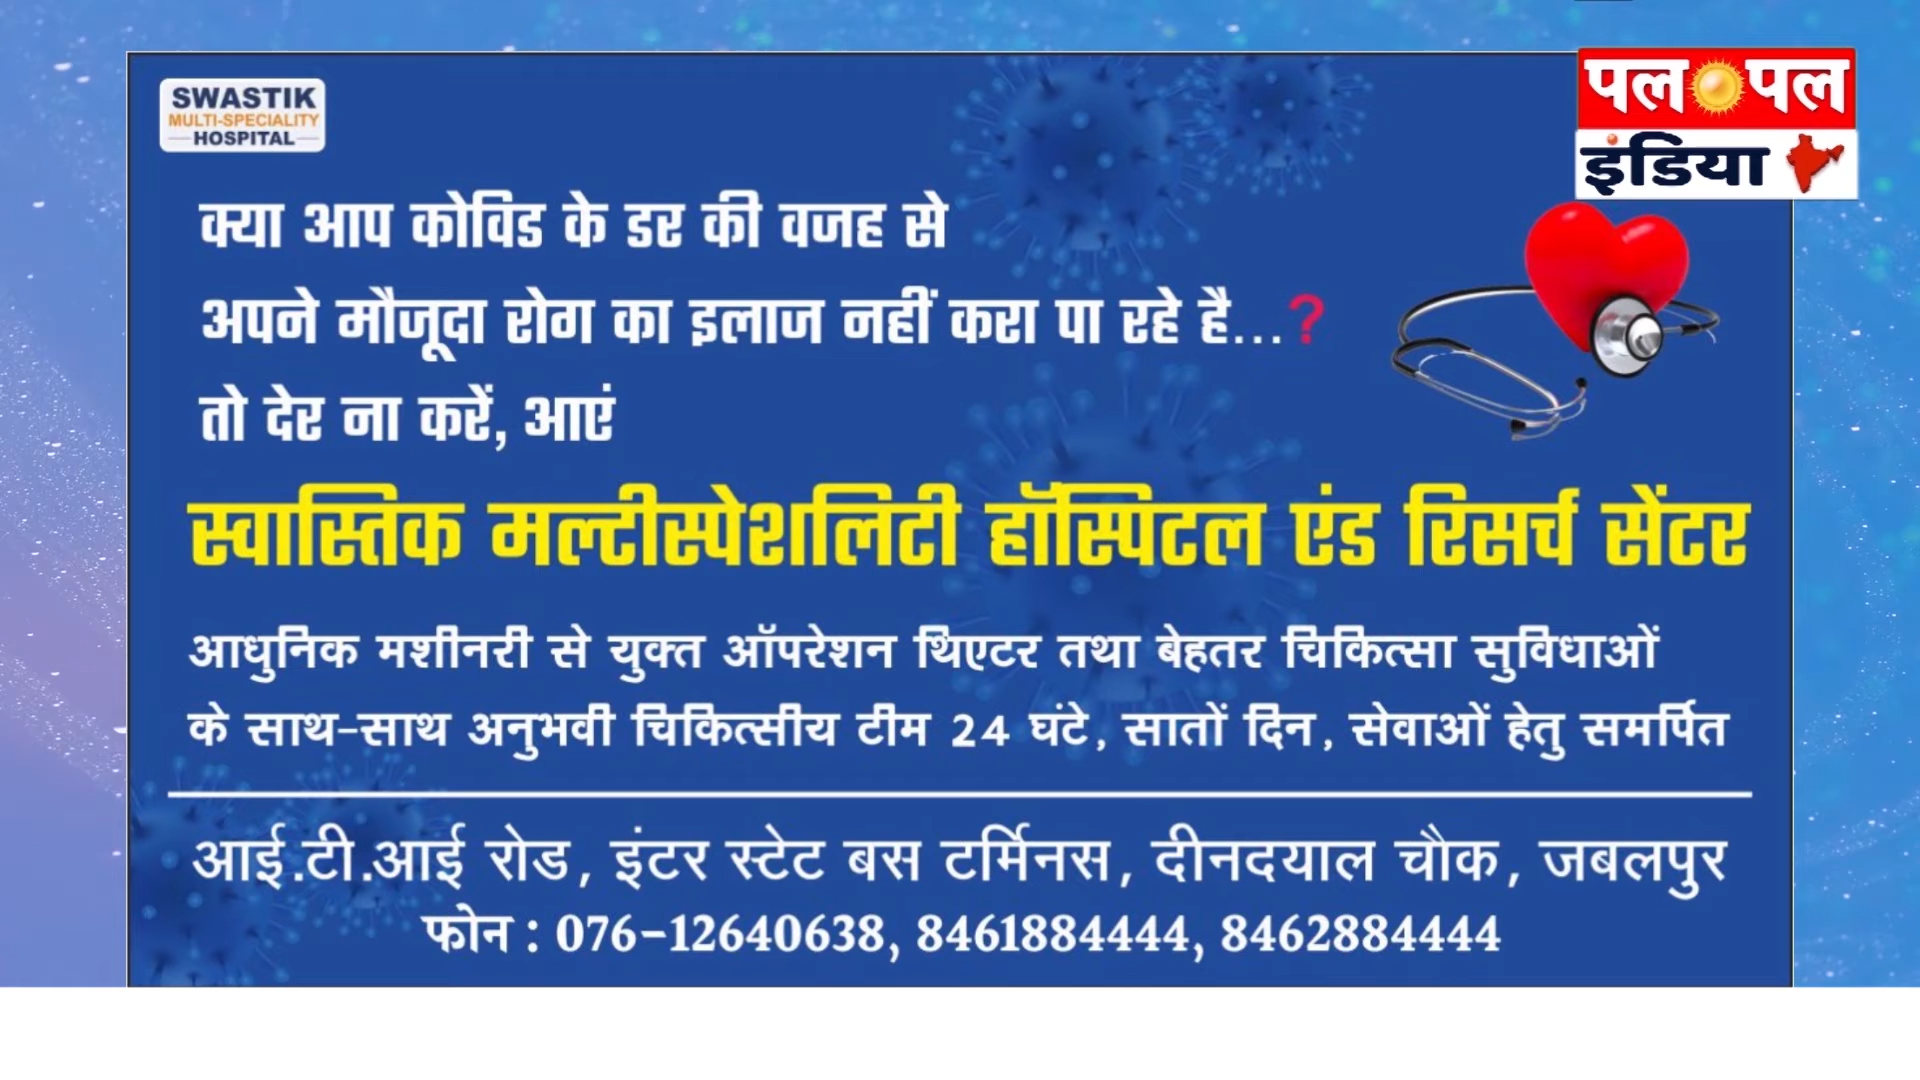 SWASTIK
MULTI-SPECIALITY
HOSPITAL
पल पल
इंडिया
क्या आप कोविड के डर की वजह से
अपने मौजूदा रोग का इलाज नहीं करा पा रहे है...?
तो देर ना करें, आएं
स्वास्तिक मल्टीस्पेशलिटी हॉस्पिटल एंड रिसर्च सेंटर
आधुनिक मशीनरी से युक्त ऑपरेशन थिएटर तथा बेहतर चिकित्सा सुविधाओं
के साथ-साथ अनुभवी चिकित्सीय टीम 24 घंटे, सातों दिन, सेवाओं हेतु समर्पित
आई.टी.आई रोड, इंटर स्टेट बस टर्मिनस, दीनदयाल चौक, जबलपुर
फोन : 076-12640638, 8461884444, 8462884444